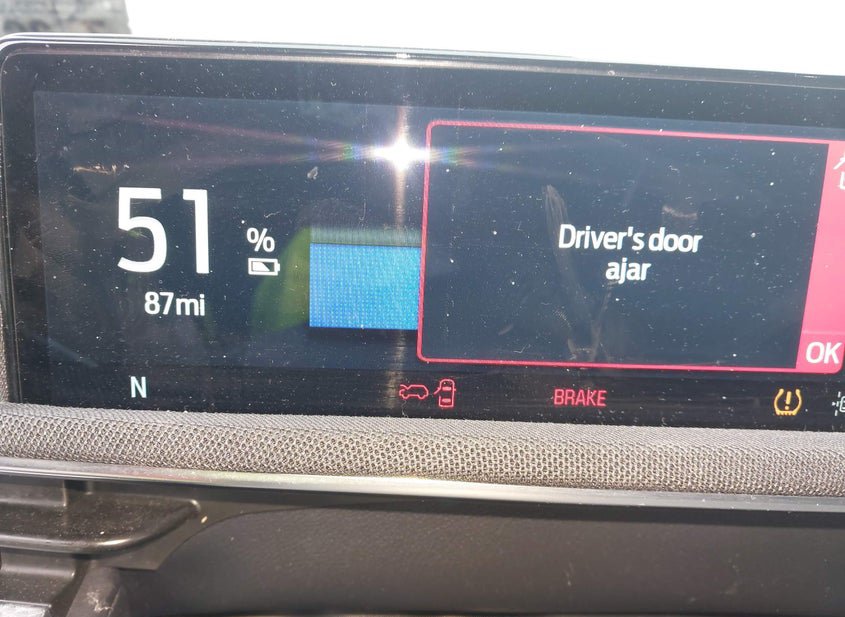 51 %
87mi
Driver's door
ajar
OK
N
BRAKE